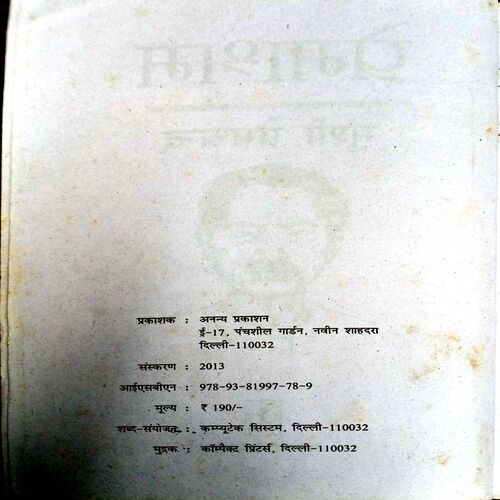 प्रकाशक : अनन्य प्रकाशन
ई-17, पंचशील गार्डन, नवीन शाहदरा
दिल्ली-110032
संस्करण : 2013
आईएसबीएन : 978-93-81997-78-9
मूल्य : ₹ 190/-
शब्द-संयोजन : कम्प्यूटेक सिस्टम, दिल्ली-110032
मुद्रक : कॉम्पैक्ट प्रिंटर्स, दिल्ली-110032